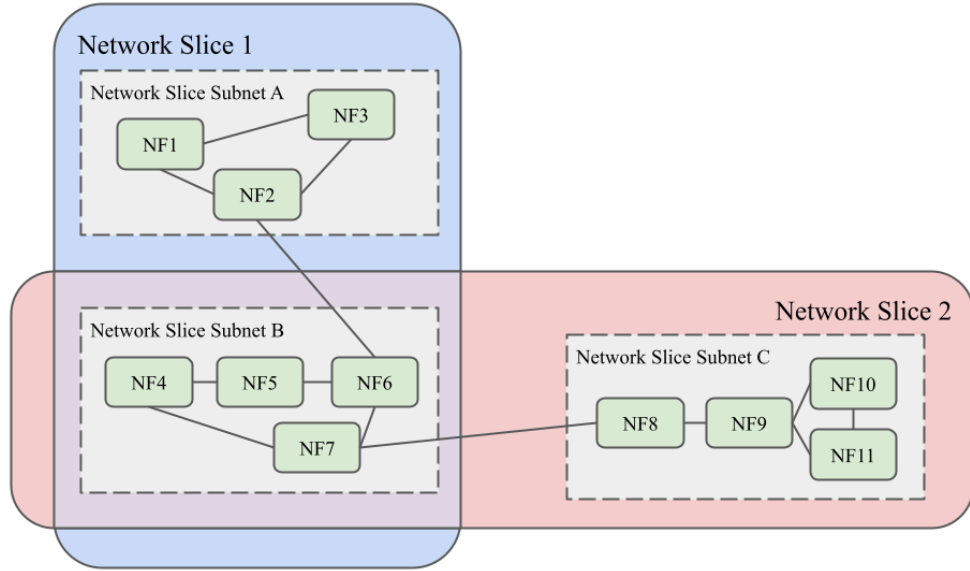 Network Slice 1
Network Slice Subnet A
NF3
NF1
NF2
Network Slice 2
Network Slice Subnet B
NF4
NF5
NF6
NF7
Network Slice Subnet C
NF10
NF8
NF9
NF11